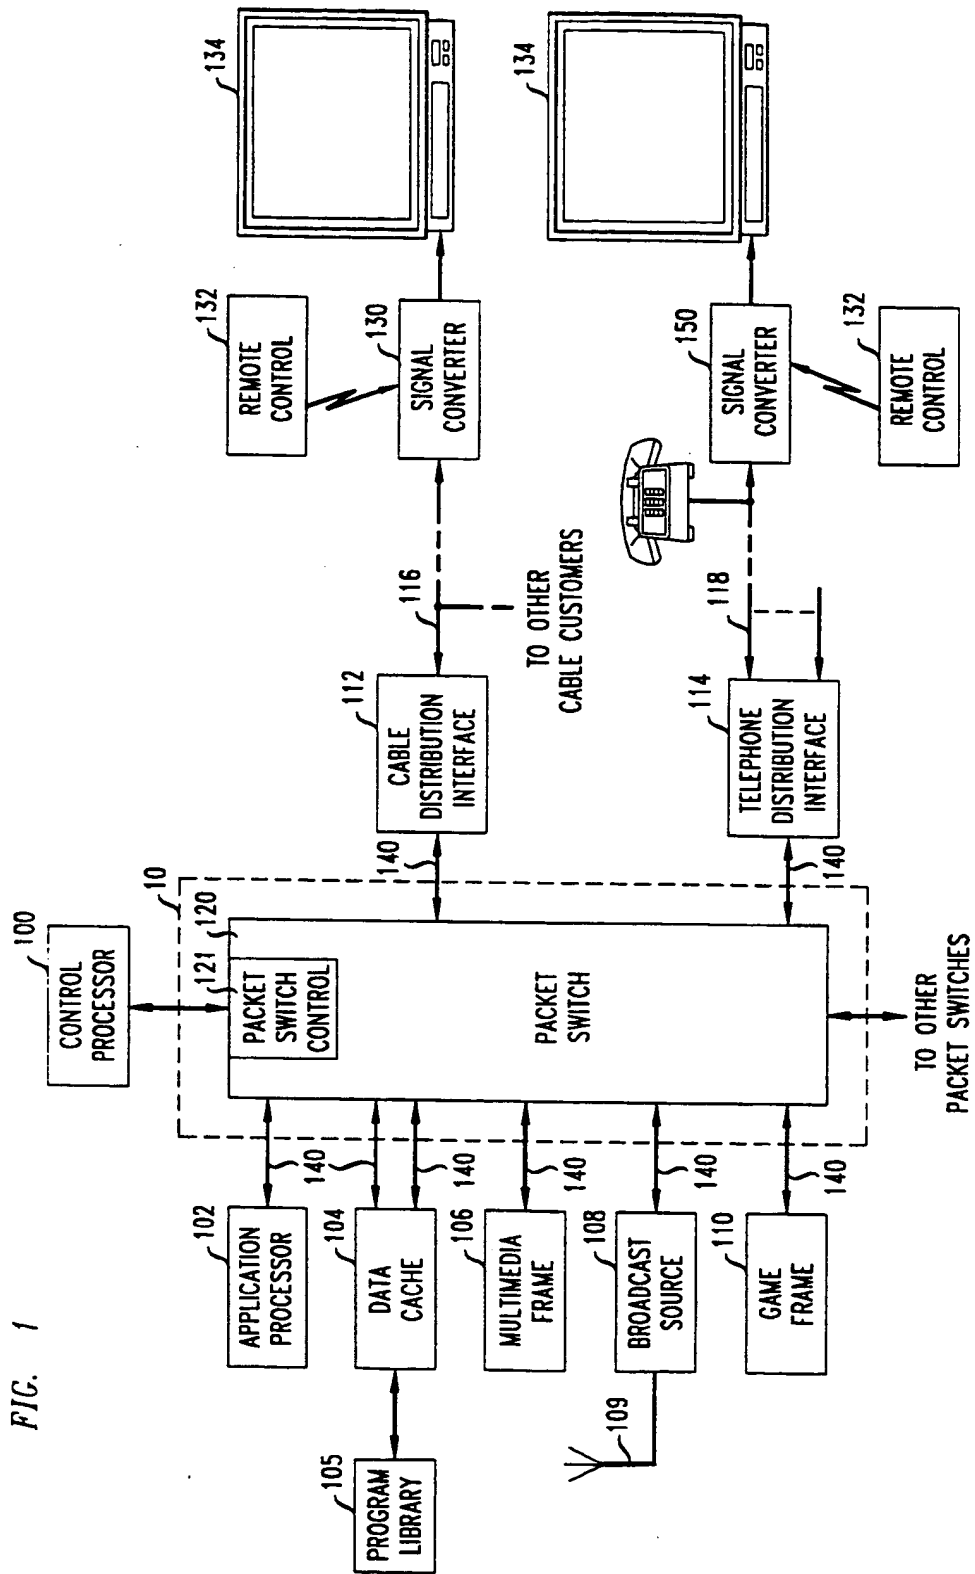 FIG. 1
100
CONTROL
PROCESSOR
10
102
APPLICATION
PROCESSOR
140
121
120
PACKET
SWITCH
CONTROL
PACKET
SWITCH
105
PROGRAM
LIBRARY
104
DATA
CACHE
140
140
106
MULTIMEDIA
FRAME
140
109
108
BROADCAST
SOURCE
140
110
GAME
FRAME
140
TO OTHER
PACKET SWITCHES
140
112
CABLE
DISTRIBUTION
INTERFACE
116
TO OTHER
CABLE CUSTOMERS
132
REMOTE
CONTROL
130
SIGNAL
CONVERTER
134
140
114
TELEPHONE
DISTRIBUTION
INTERFACE
118
150
SIGNAL
CONVERTER
132
REMOTE
CONTROL
134